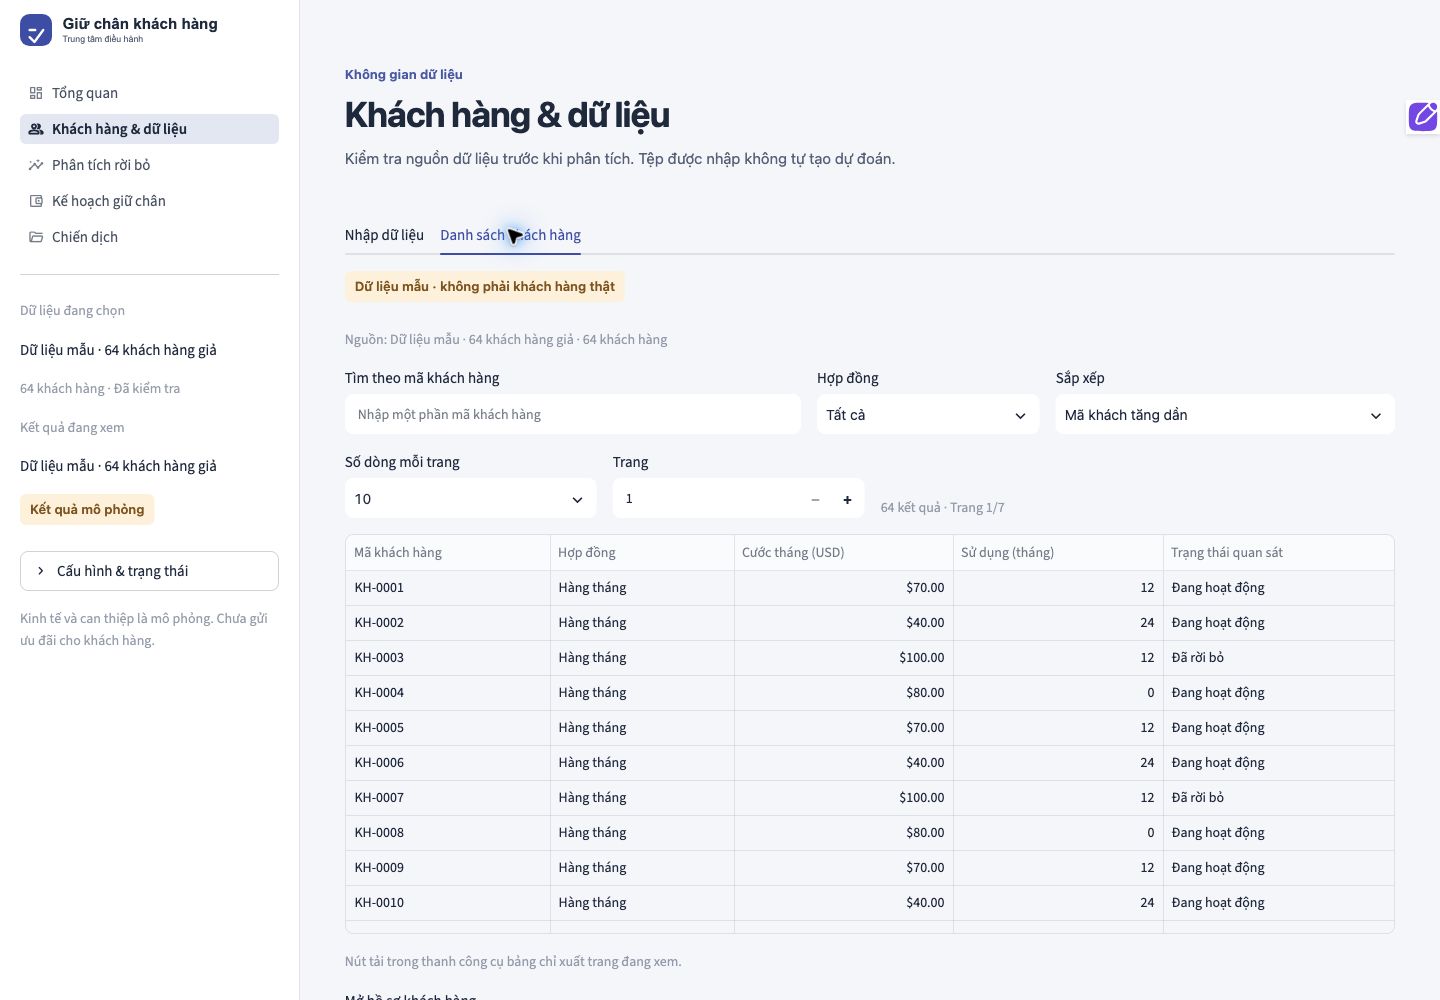 Giữ chân khách hàng
Trung tâm điều hành
Tổng quan
Khách hàng & dữ liệu
Phân tích rời bỏ
Kế hoạch giữ chân
Chiến dịch
Dữ liệu đang chọn
Dữ liệu mẫu · 64 khách hàng giả
64 khách hàng · Đã kiểm tra
Kết quả đang xem
Dữ liệu mẫu · 64 khách hàng giả
Kết quả mô phỏng
Cấu hình & trạng thái
Kinh tế và can thiệp là mô phỏng. Chưa gửi
ưu đãi cho khách hàng.
Không gian dữ liệu
Khách hàng & dữ liệu
Kiểm tra nguồn dữ liệu trước khi phân tích. Tệp được nhập không tự tạo dự đoán.
Nhập dữ liệu Danh sách khách hàng
Dữ liệu mẫu · không phải khách hàng thật
Nguồn: Dữ liệu mẫu · 64 khách hàng giả · 64 khách hàng
Tìm theo mã khách hàng Hợp đồng Sắp xếp
Nhập một phần mã khách hàng Tất cả Mã khách tăng dần
Số dòng mỗi trang Trang
10 1 − + 64 kết quả · Trang 1/7
Mã khách hàng Hợp đồng Cước tháng (USD) Sử dụng (tháng) Trạng thái quan sát
KH-0001 Hàng tháng $70.00 12 Đang hoạt động
KH-0002 Hàng tháng $40.00 24 Đang hoạt động
KH-0003 Hàng tháng $100.00 12 Đã rời bỏ
KH-0004 Hàng tháng $80.00 0 Đang hoạt động
KH-0005 Hàng tháng $70.00 12 Đang hoạt động
KH-0006 Hàng tháng $40.00 24 Đang hoạt động
KH-0007 Hàng tháng $100.00 12 Đã rời bỏ
KH-0008 Hàng tháng $80.00 0 Đang hoạt động
KH-0009 Hàng tháng $70.00 12 Đang hoạt động
KH-0010 Hàng tháng $40.00 24 Đang hoạt động
Nút tải trong thanh công cụ bảng chỉ xuất trang đang xem.
Mở hồ sơ khách hàng